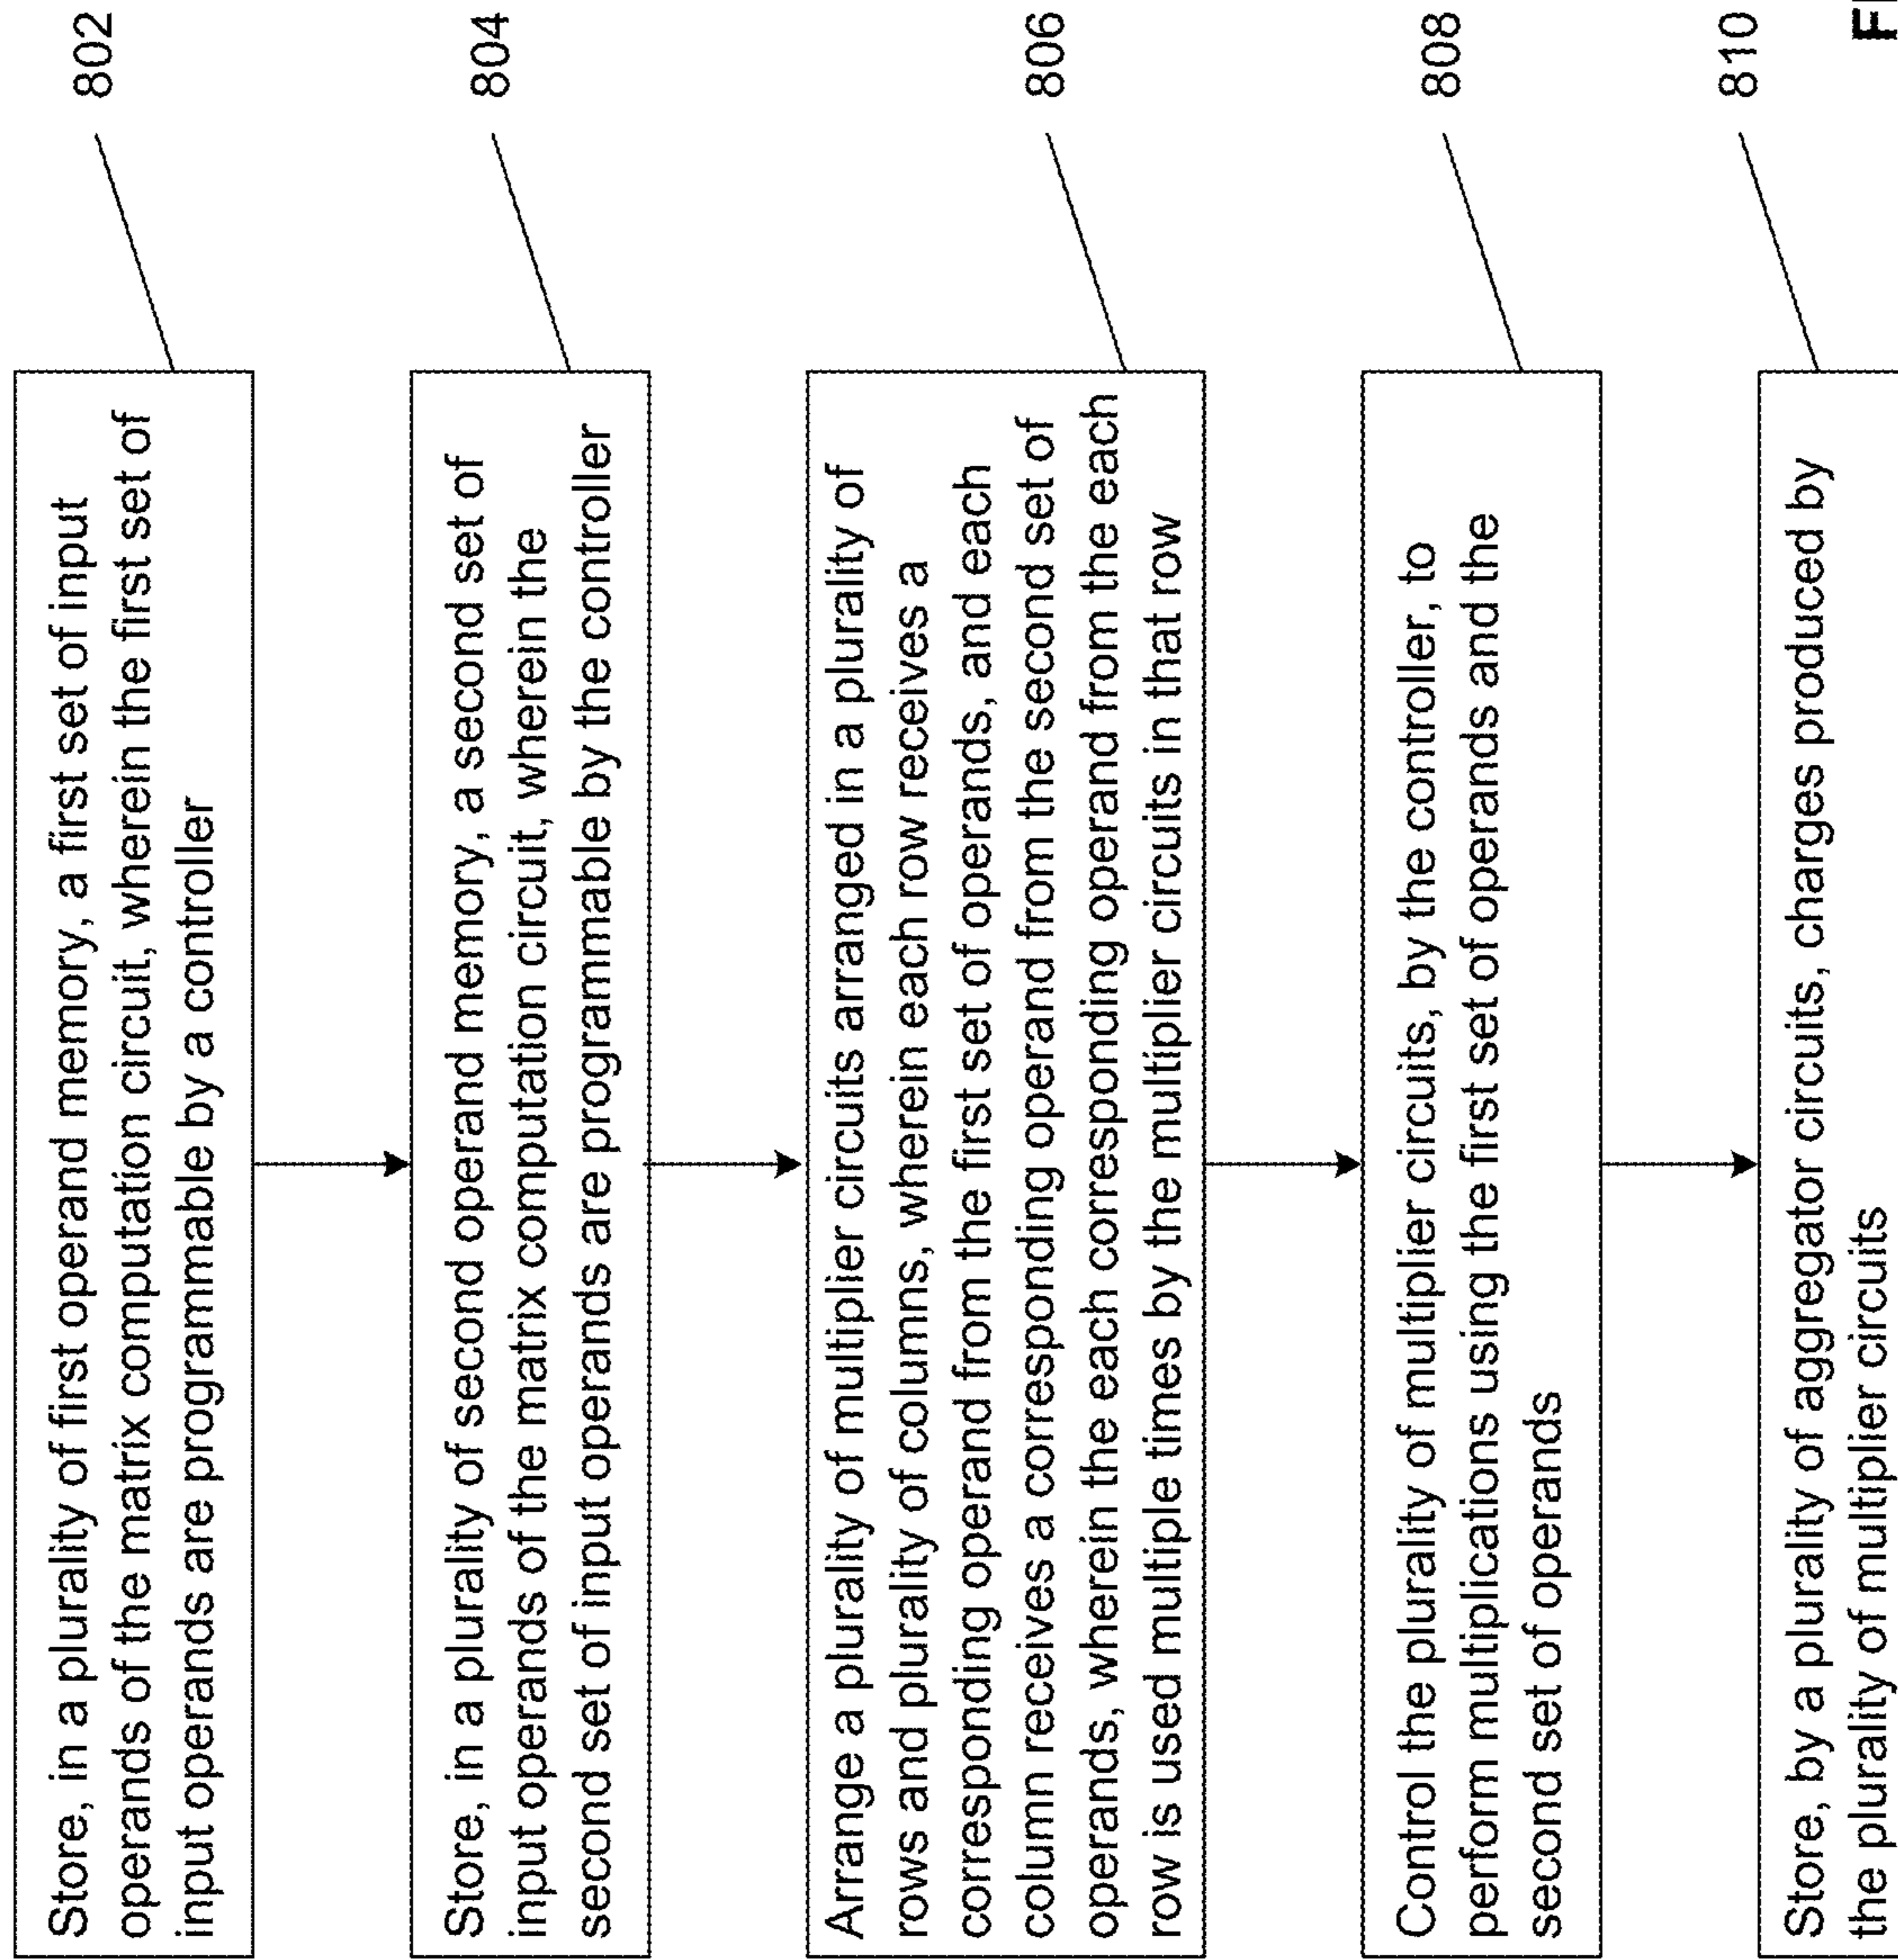 Store, in a plurality of first operand memory, a first set of input
operands of the matrix computation circuit, wherein the first set of
input operands are programmable by a controller
802
Store, in a plurality of second operand memory, a second set of
input operands of the matrix computation circuit, wherein the
second set of input operands are programmable by the controller
804
Arrange a plurality of multiplier circuits arranged in a plurality of
rows and plurality of columns, wherein each row receives a
corresponding operand from the first set of operands, and each
column receives a corresponding operand from the second set of
operands, wherein the each corresponding operand from the each
row is used multiple times by the multiplier circuits in that row
806
Control the plurality of multiplier circuits, by the controller, to
perform multiplications using the first set of operands and the
second set of operands
808
Store, by a plurality of aggregator circuits, charges produced by
the plurality of multiplier circuits
810